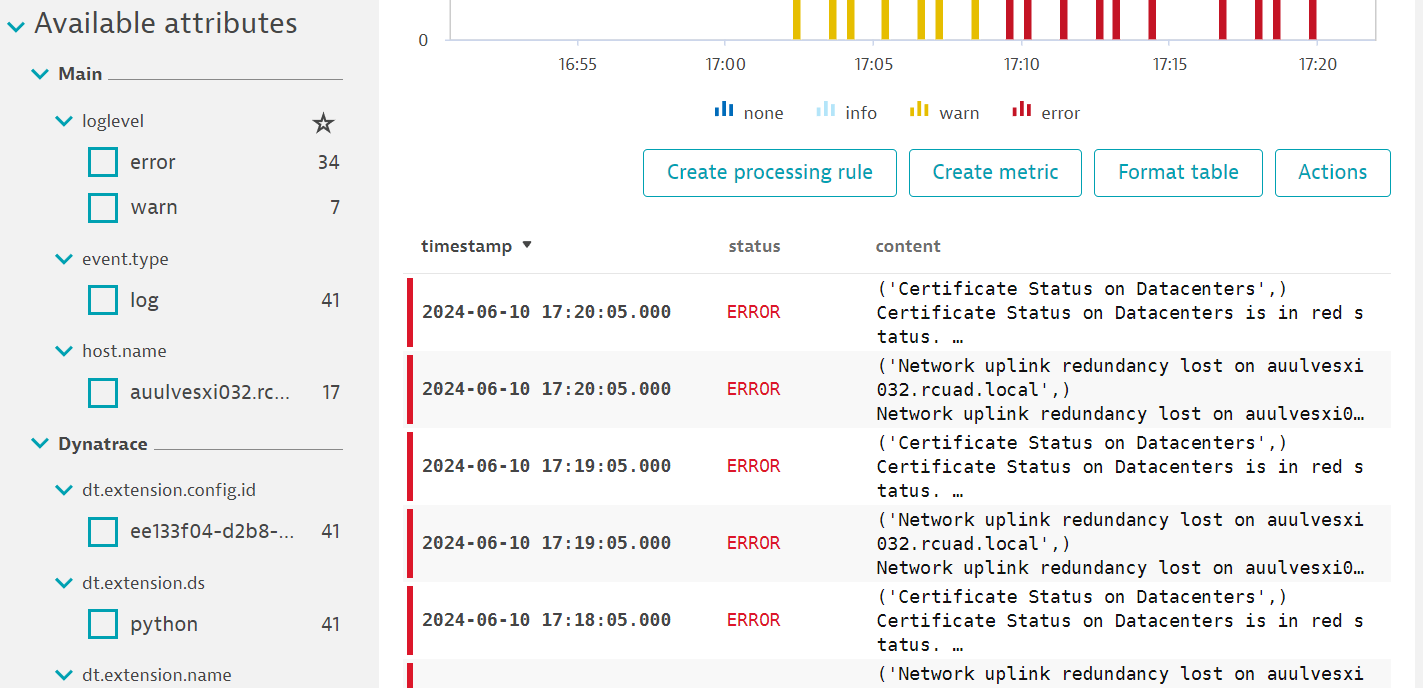 Available attributes
Main
loglevel
error 34
warn 7
event.type
log 41
host.name
auulvesxi032.rc... 17
Dynatrace
dt.extension.config.id
ee133f04-d2b8-... 41
dt.extension.ds
python 41
dt.extension.name
0
16:55 17:00 17:05 17:10 17:15 17:20
none info warn error
Create processing rule Create metric Format table Actions
timestamp ▼ status content
2024-06-10 17:20:05.000 ERROR ('Certificate Status on Datacenters',)
Certificate Status on Datacenters is in red s
tatus. …
2024-06-10 17:20:05.000 ERROR ('Network uplink redundancy lost on auulvesxi
032.rcuad.local',)
Network uplink redundancy lost on auulvesxi0…
2024-06-10 17:19:05.000 ERROR ('Certificate Status on Datacenters',)
Certificate Status on Datacenters is in red s
tatus. …
2024-06-10 17:19:05.000 ERROR ('Network uplink redundancy lost on auulvesxi
032.rcuad.local',)
Network uplink redundancy lost on auulvesxi0…
2024-06-10 17:18:05.000 ERROR ('Certificate Status on Datacenters',)
Certificate Status on Datacenters is in red s
tatus. …
('Network uplink redundancy lost on auulvesxi